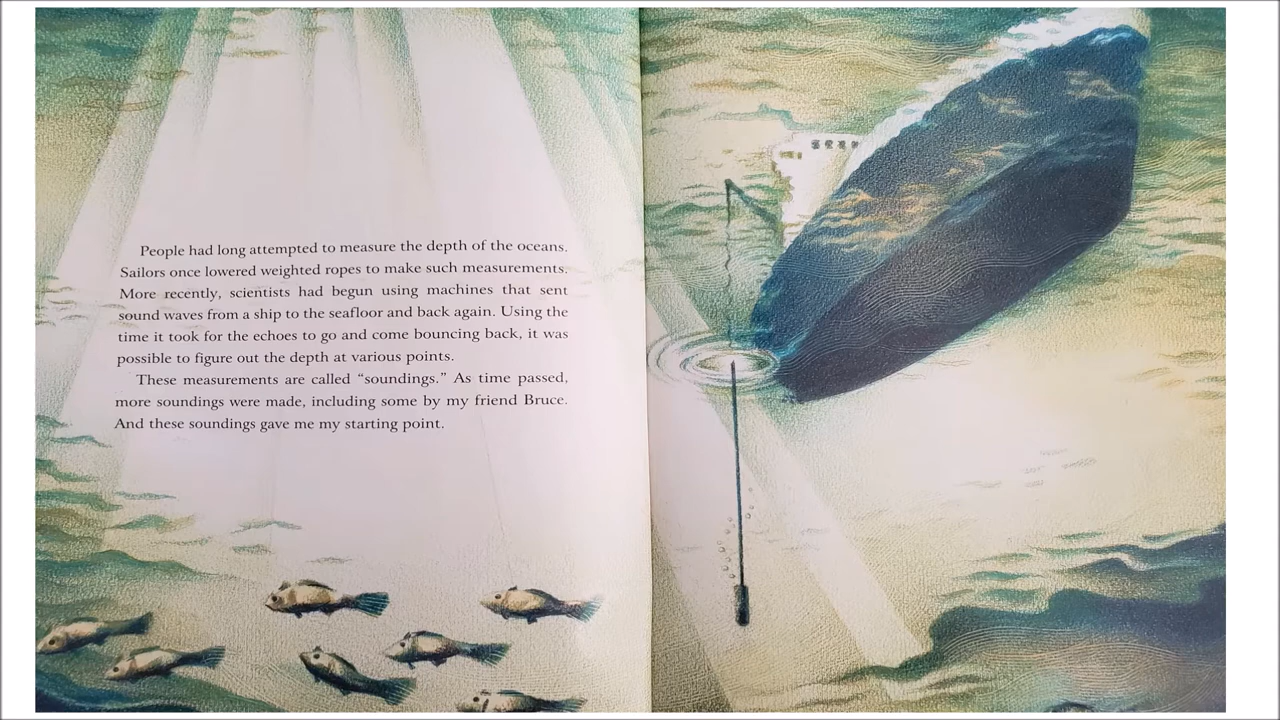 People had long attempted to measure the depth of the oceans.
Sailors once lowered weighted ropes to make such measurements.
More recently, scientists had begun using machines that sent
sound waves from a ship to the seafloor and back again. Using the
time it took for the echoes to go and come bouncing back, it was
possible to figure out the depth at various points.
These measurements are called “soundings.” As time passed,
more soundings were made, including some by my friend Bruce.
And these soundings gave me my starting point.